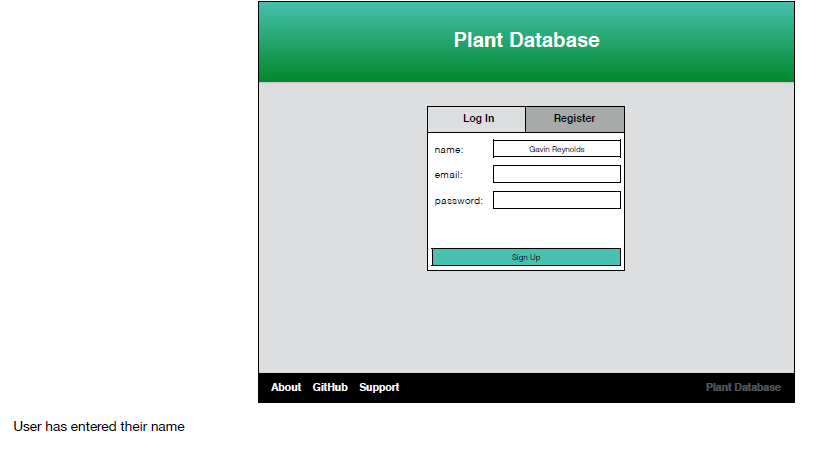 Plant Database
Log In Register
name: Gavin Reynolds
email:
password:
Sign Up
About GitHub Support Plant Database
User has entered their name